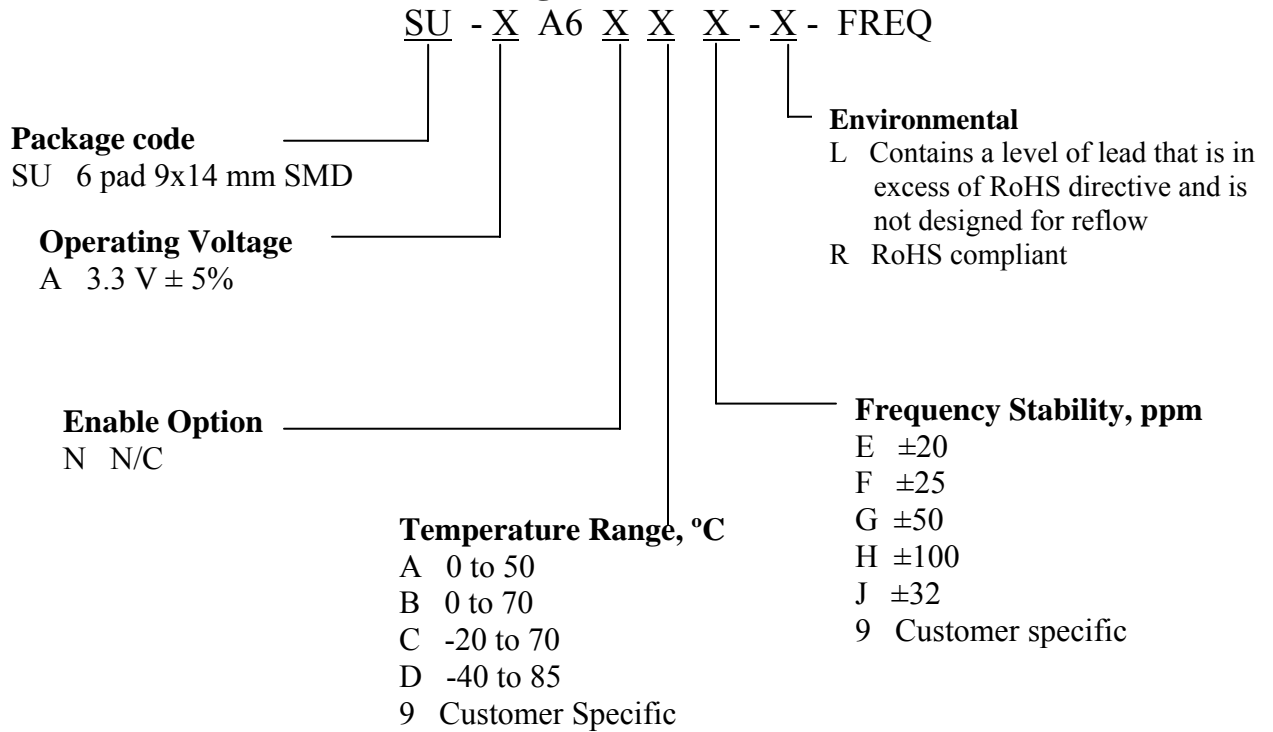 SU - X A6 X X X - X - FREQ
Package code
SU 6 pad 9x14 mm SMD
Operating Voltage
A 3.3 V ± 5%
Enable Option
N N/C
Temperature Range, ºC
A 0 to 50
B 0 to 70
C -20 to 70
D -40 to 85
9 Customer Specific
Frequency Stability, ppm
E ±20
F ±25
G ±50
H ±100
J ±32
9 Customer specific
Environmental
L Contains a level of lead that is in
excess of RoHS directive and is
not designed for reflow
R RoHS compliant